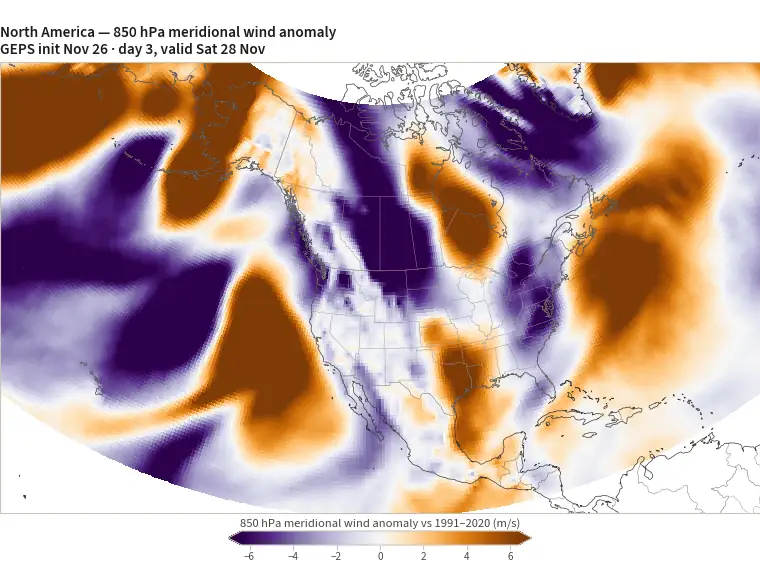 North America — 850 hPa meridional wind anomaly
GEPS init Nov 26 · day 3, valid Sat 28 Nov
850 hPa meridional wind anomaly vs 1991–2020 (m/s)
−6 −4 −2 0 2 4 6